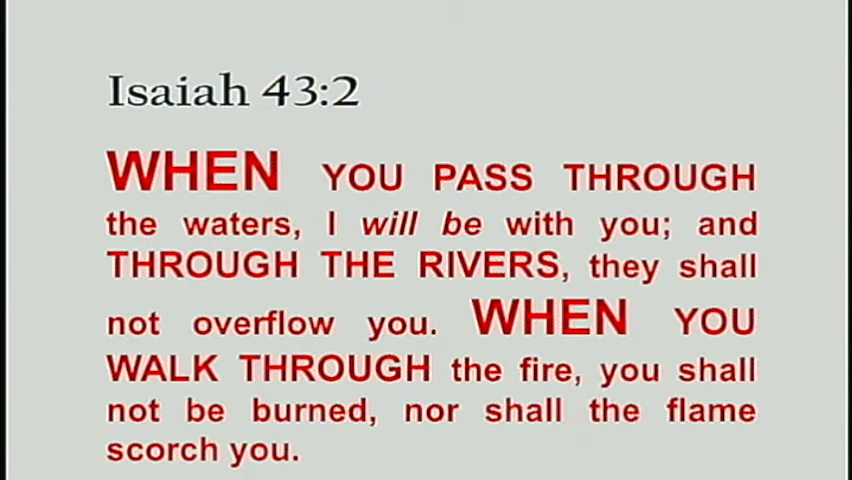 Isaiah 43:2
WHEN YOU PASS THROUGH
the waters, I will be with you; and
THROUGH THE RIVERS, they shall
not overflow you. WHEN YOU
WALK THROUGH the fire, you shall
not be burned, nor shall the flame
scorch you.